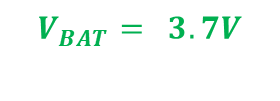 V_BAT = 3.7V